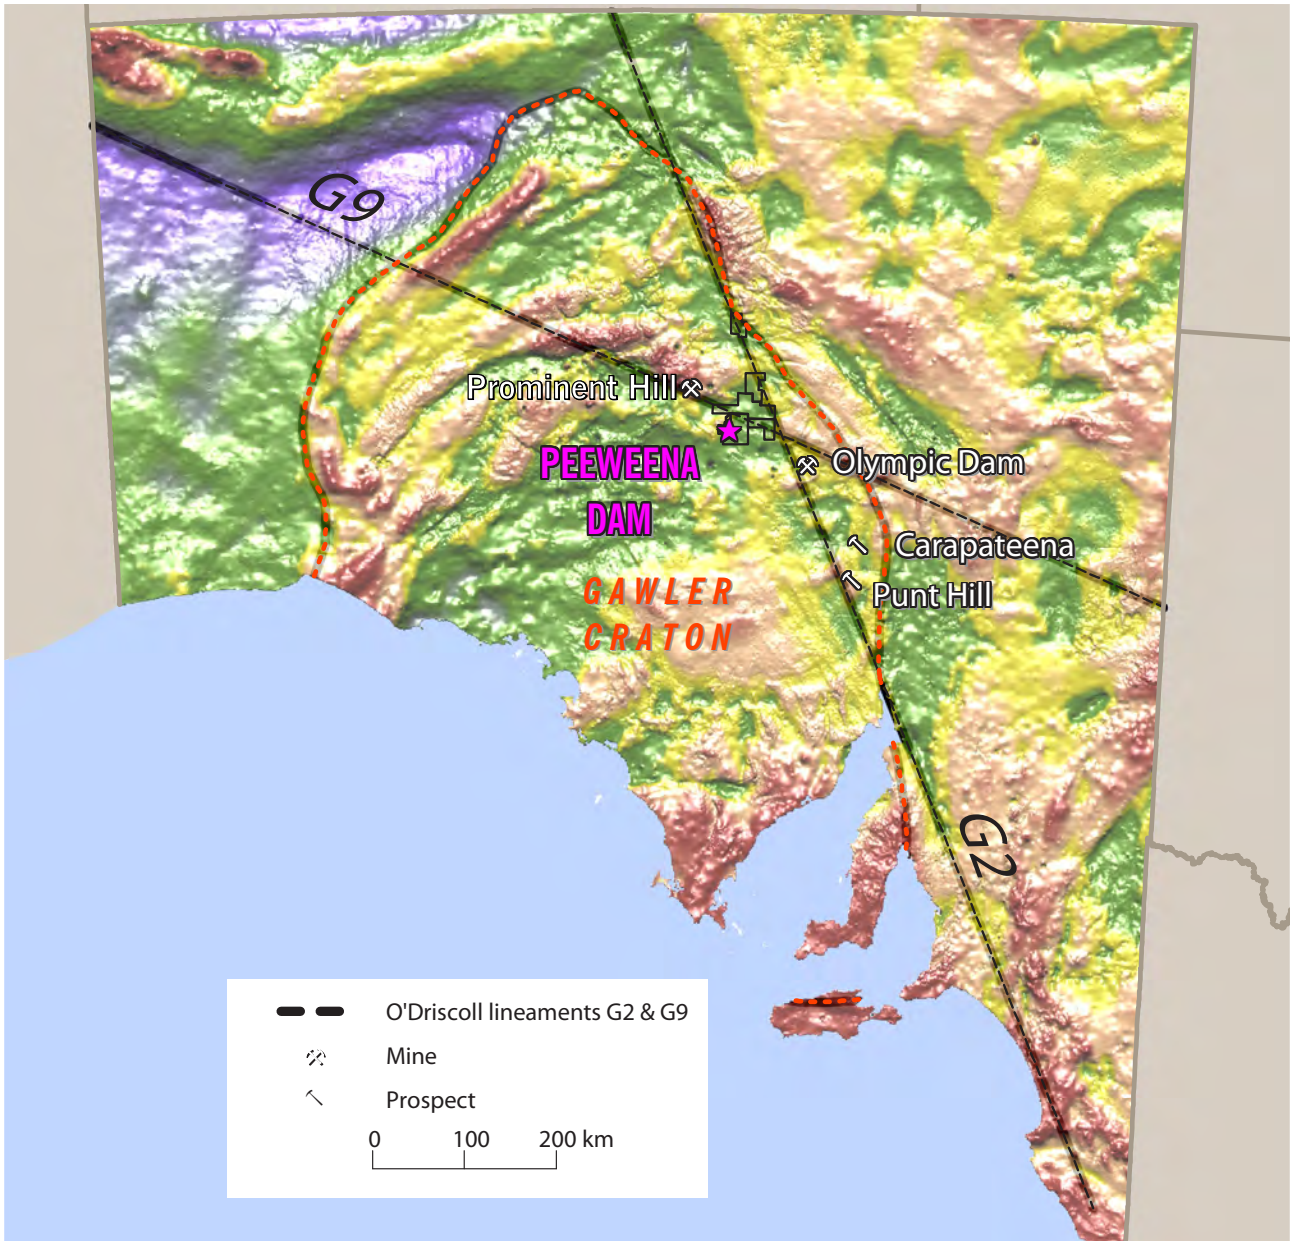 G9
Prominent Hill
PEEWEENA
DAM
Olympic Dam
Carapateena
Punt Hill
GAWLER
CRATON
G2
O'Driscoll lineaments G2 & G9
Mine
Prospect
0 100 200 km